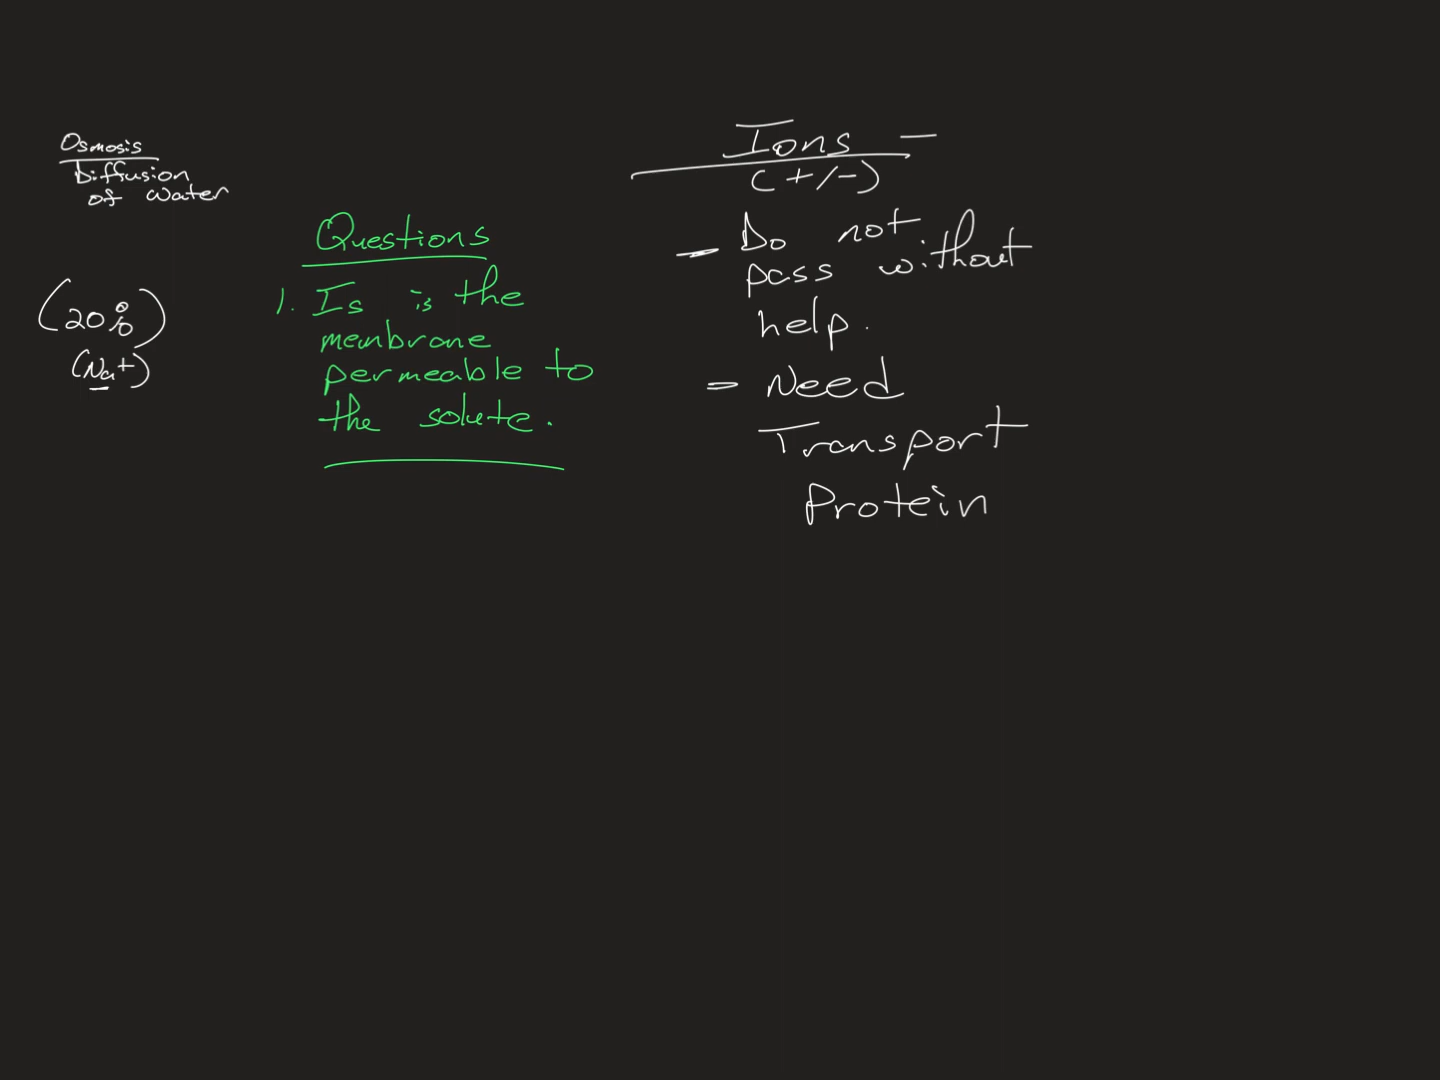 Osmosis
Diffusion
of water
(20%)
(Na+)
Questions
1. Is is the
membrane
permeable to
the solute.
Ions –
(+/-)
- Do not
pass without
help.
= Need
Transport
Protein